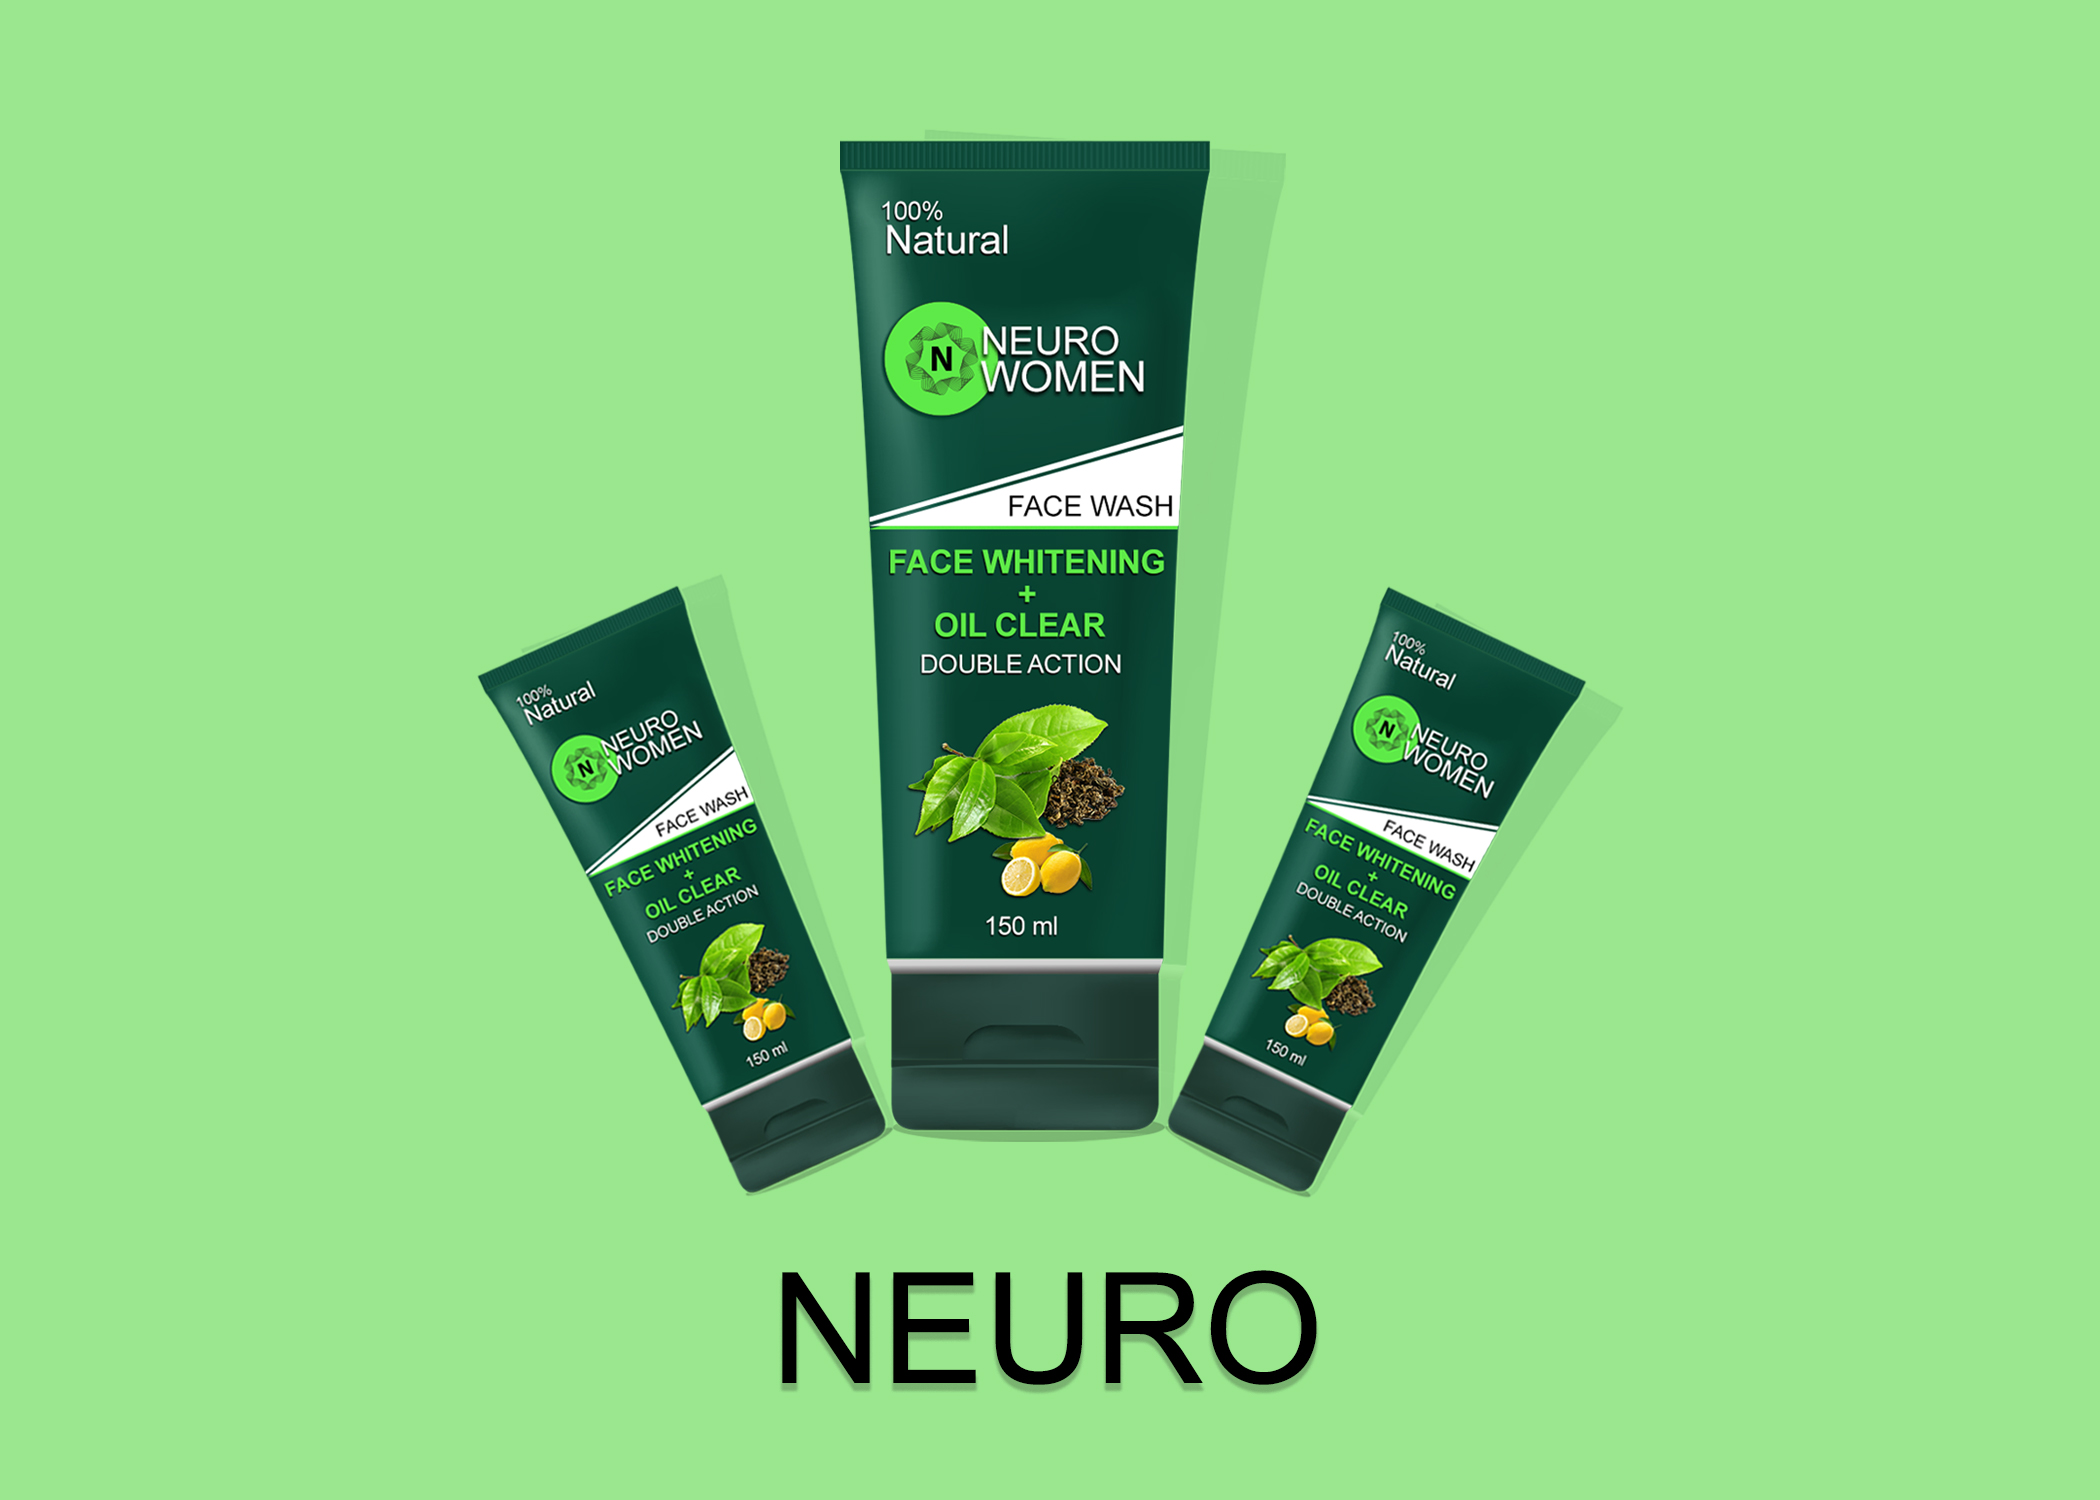 100%
Natural
N
NEURO
WOMEN
FACE WASH
FACE WHITENING
+
OIL CLEAR
DOUBLE ACTION
150 ml
100%
Natural
N
NEURO
WOMEN
FACE WASH
FACE WHITENING
+
OIL CLEAR
DOUBLE ACTION
150 ml
100%
Natural
N
NEURO
WOMEN
FACE WASH
FACE WHITENING
+
OIL CLEAR
DOUBLE ACTION
150 ml
NEURO